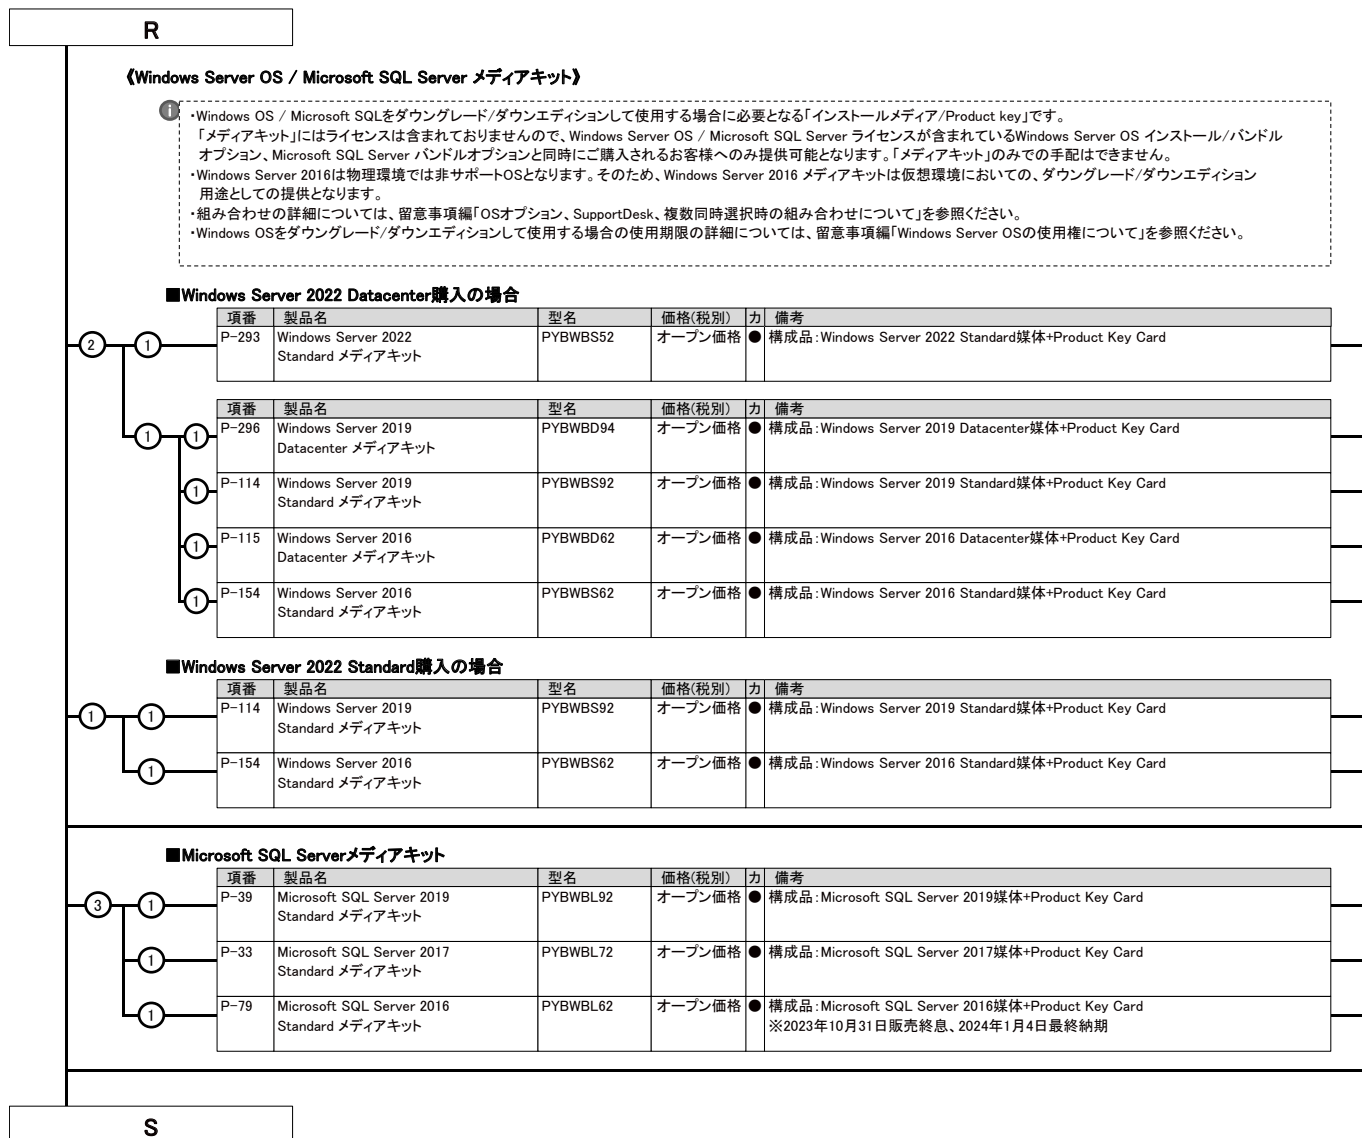 R
《Windows Server OS / Microsoft SQL Server メディアキット》
・Windows OS / Microsoft SQLをダウングレード/ダウンエディションして使用する場合に必要となる「インストールメディア/Product key」です。
「メディアキット」にはライセンスは含まれておりませんので、Windows Server OS / Microsoft SQL Server ライセンスが含まれているWindows Server OS インストール/バンドル
オプション、Microsoft SQL Server バンドルオプションと同時にご購入されるお客様へのみ提供可能となります。「メディアキット」のみでの手配はできません。
・Windows Server 2016は物理環境では非サポートOSとなります。そのため、Windows Server 2016 メディアキットは仮想環境においての、ダウングレード/ダウンエディション
用途としての提供となります。
・組み合わせの詳細については、留意事項編「OSオプション、SupportDesk、複数同時選択時の組み合わせについて」を参照ください。
・Windows OSをダウングレード/ダウンエディションして使用する場合の使用期限の詳細については、留意事項編「Windows Server OSの使用権について」を参照ください。
■Windows Server 2022 Datacenter購入の場合
項番 製品名 型名 価格(税別) カ 備考
2 1 P-293 Windows Server 2022 PYBWBS52 オープン価格 ● 構成品:Windows Server 2022 Standard媒体+Product Key Card
Standard メディアキット
項番 製品名 型名 価格(税別) カ 備考
1 1 P-296 Windows Server 2019 PYBWBD94 オープン価格 ● 構成品:Windows Server 2019 Datacenter媒体+Product Key Card
Datacenter メディアキット
1 P-114 Windows Server 2019 PYBWBS92 オープン価格 ● 構成品:Windows Server 2019 Standard媒体+Product Key Card
Standard メディアキット
1 P-115 Windows Server 2016 PYBWBD62 オープン価格 ● 構成品:Windows Server 2016 Datacenter媒体+Product Key Card
Datacenter メディアキット
1 P-154 Windows Server 2016 PYBWBS62 オープン価格 ● 構成品:Windows Server 2016 Standard媒体+Product Key Card
Standard メディアキット
■Windows Server 2022 Standard購入の場合
項番 製品名 型名 価格(税別) カ 備考
1 1 P-114 Windows Server 2019 PYBWBS92 オープン価格 ● 構成品:Windows Server 2019 Standard媒体+Product Key Card
Standard メディアキット
1 P-154 Windows Server 2016 PYBWBS62 オープン価格 ● 構成品:Windows Server 2016 Standard媒体+Product Key Card
Standard メディアキット
■Microsoft SQL Serverメディアキット
項番 製品名 型名 価格(税別) カ 備考
3 1 P-39 Microsoft SQL Server 2019 PYBWBL92 オープン価格 ● 構成品:Microsoft SQL Server 2019媒体+Product Key Card
Standard メディアキット
1 P-33 Microsoft SQL Server 2017 PYBWBL72 オープン価格 ● 構成品:Microsoft SQL Server 2017媒体+Product Key Card
Standard メディアキット
1 P-79 Microsoft SQL Server 2016 PYBWBL62 オープン価格 ● 構成品:Microsoft SQL Server 2016媒体+Product Key Card
Standard メディアキット ※2023年10月31日販売終息、2024年1月4日最終納期
S